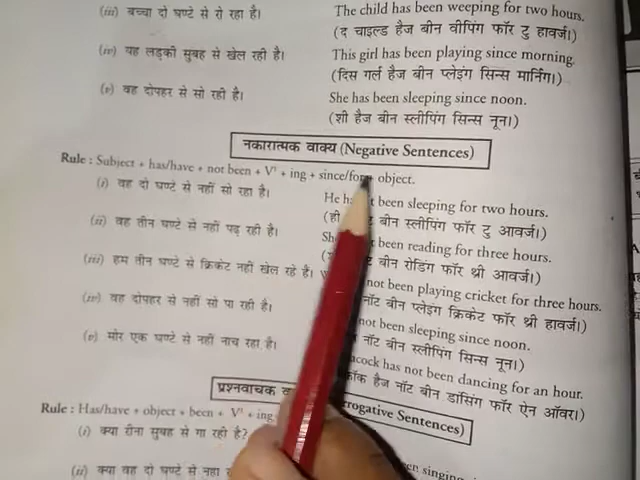 (iii) बच्चा दो घण्टे से रो रहा है।
The child has been weeping for two hours.
(द चाइल्ड हैज बीन वीपिंग फॉर टु हावर्ज।)
(iv) यह लड़की सुबह से खेल रही है।
This girl has been playing since morning.
(दिस गर्ल हैज बीन प्लेइंग सिन्स मार्निंग।)
(v) वह दोपहर से सो रही है।
She has been sleeping since noon.
(शी हैज बीन स्लीपिंग सिन्स नून।)
नकारात्मक वाक्य (Negative Sentences)
Rule : Subject + has/have + not been + V¹ + ing + since/for + object.
(i) वह दो घण्टे से नहीं सो रहा है।
He been sleeping for two hours.
(ही बीन स्लीपिंग फॉर टु आवर्ज।)
(ii) वह तीन घण्टे से नहीं पढ़ रही है।
been reading for three hours.
बीन रीडिंग फॉर थ्री आवर्ज।)
(iii) हम तीन घण्टे से क्रिकेट नहीं खेल रहे हैं।
not been playing cricket for three hours.
नॉट बीन प्लेइंग क्रिकेट फॉर थ्री हावर्ज।)
(iv) वह दोपहर से नहीं सो पा रही है।
not been sleeping since noon.
नॉट बीन स्लीपिंग सिन्स नून।)
(v) मोर एक घण्टे से नहीं नाच रहा है।
has not been dancing for an hour.
हैज नॉट बीन डांसिंग फॉर ऐन ऑवर।)
प्रश्नवाचक Sentences)
Rule : Has/have + object + been + V¹ + ing
(i) क्या रीना सुबह से गा रही है?
(ii) क्या वह दो घण्टे से